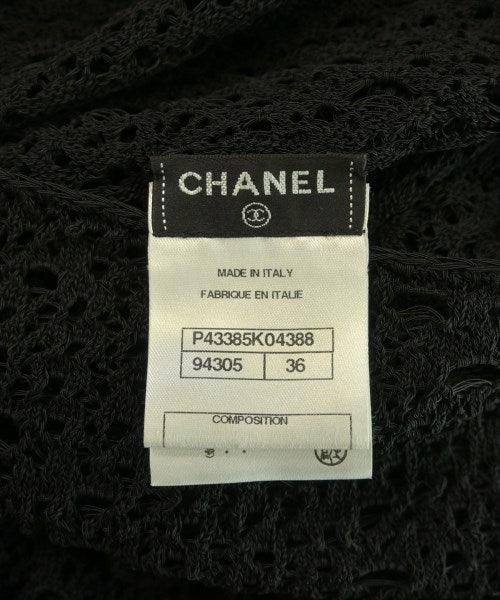 CHANEL
MADE IN ITALY
FABRIQUE EN ITALIE
P43385K04388
94305 36
COMPOSITION